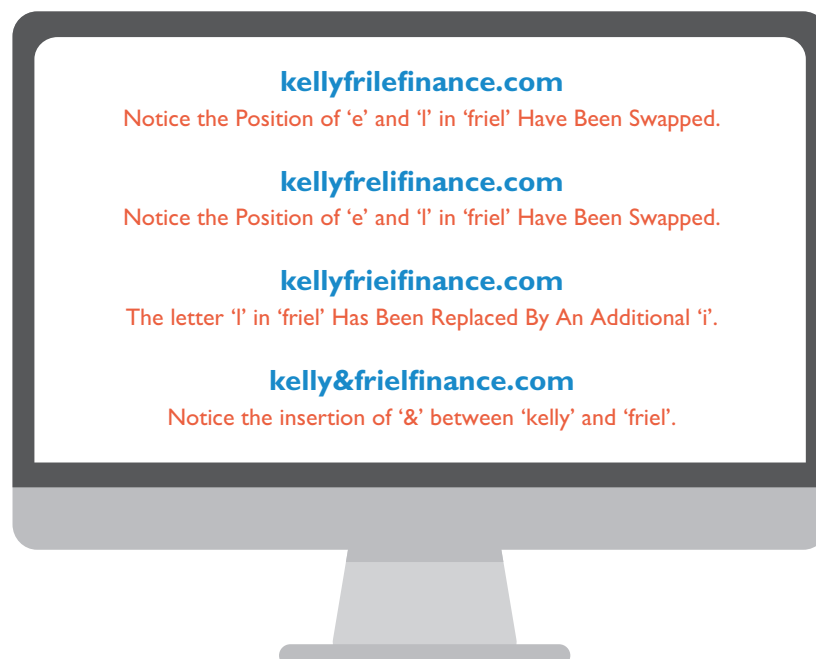 kellyfrilefinance.com
Notice the Position of ‘e’ and ‘l’ in ‘friel’ Have Been Swapped.
kellyfrelifinance.com
Notice the Position of ‘e’ and ‘l’ in ‘friel’ Have Been Swapped.
kellyfrieifinance.com
The letter ‘l’ in ‘friel’ Has Been Replaced By An Additional ‘i’.
kelly&frielfinance.com
Notice the insertion of ‘&’ between ‘kelly’ and ‘friel’.